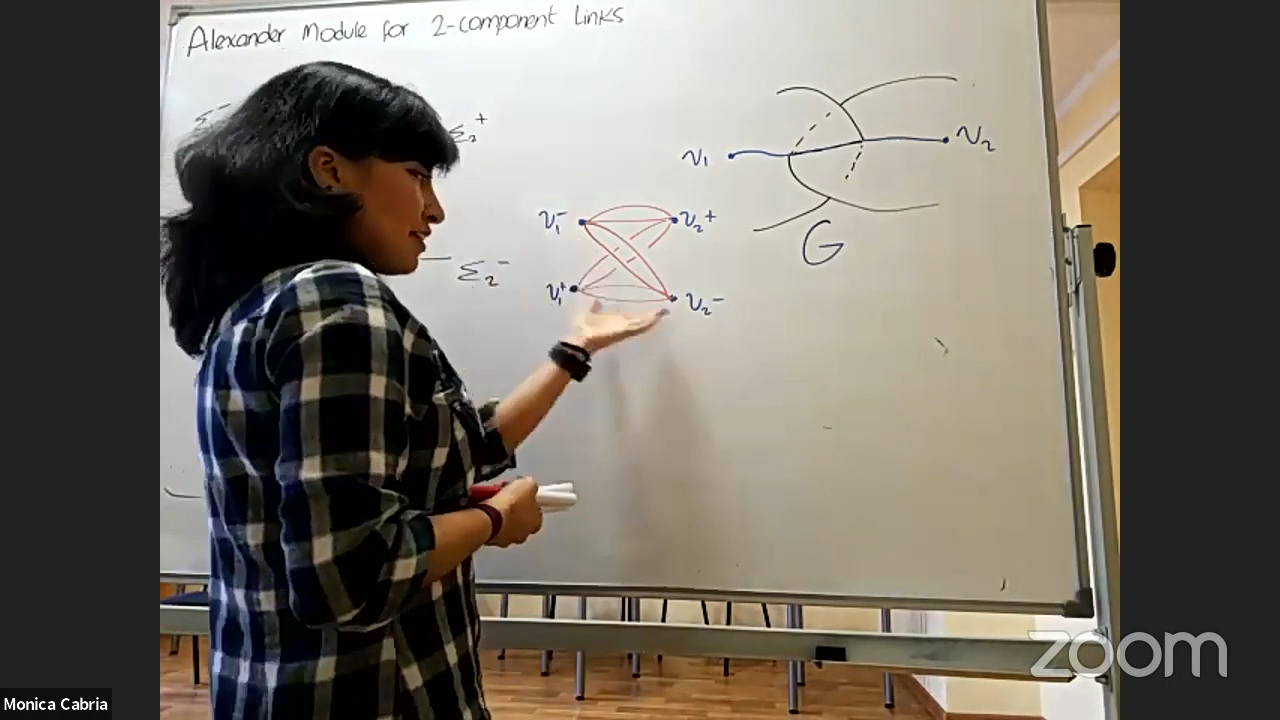 Alexander Module for 2-component Links
Σ₂⁺
v₁
v₂
v₁⁻
v₂⁺
G
Σ₂⁻
v₁⁺
v₂⁻
zoom
Monica Cabria